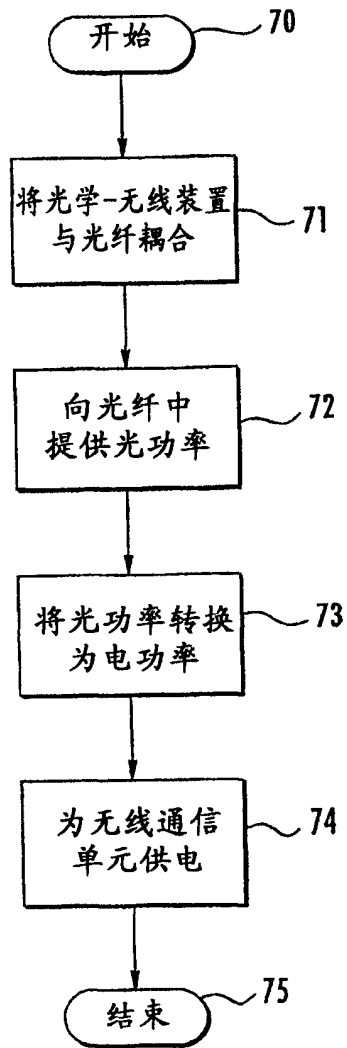 开始
70
将光学-无线装置
与光纤耦合
71
向光纤中
提供光功率
72
将光功率转换
为电功率
73
为无线通信
单元供电
74
结束
75